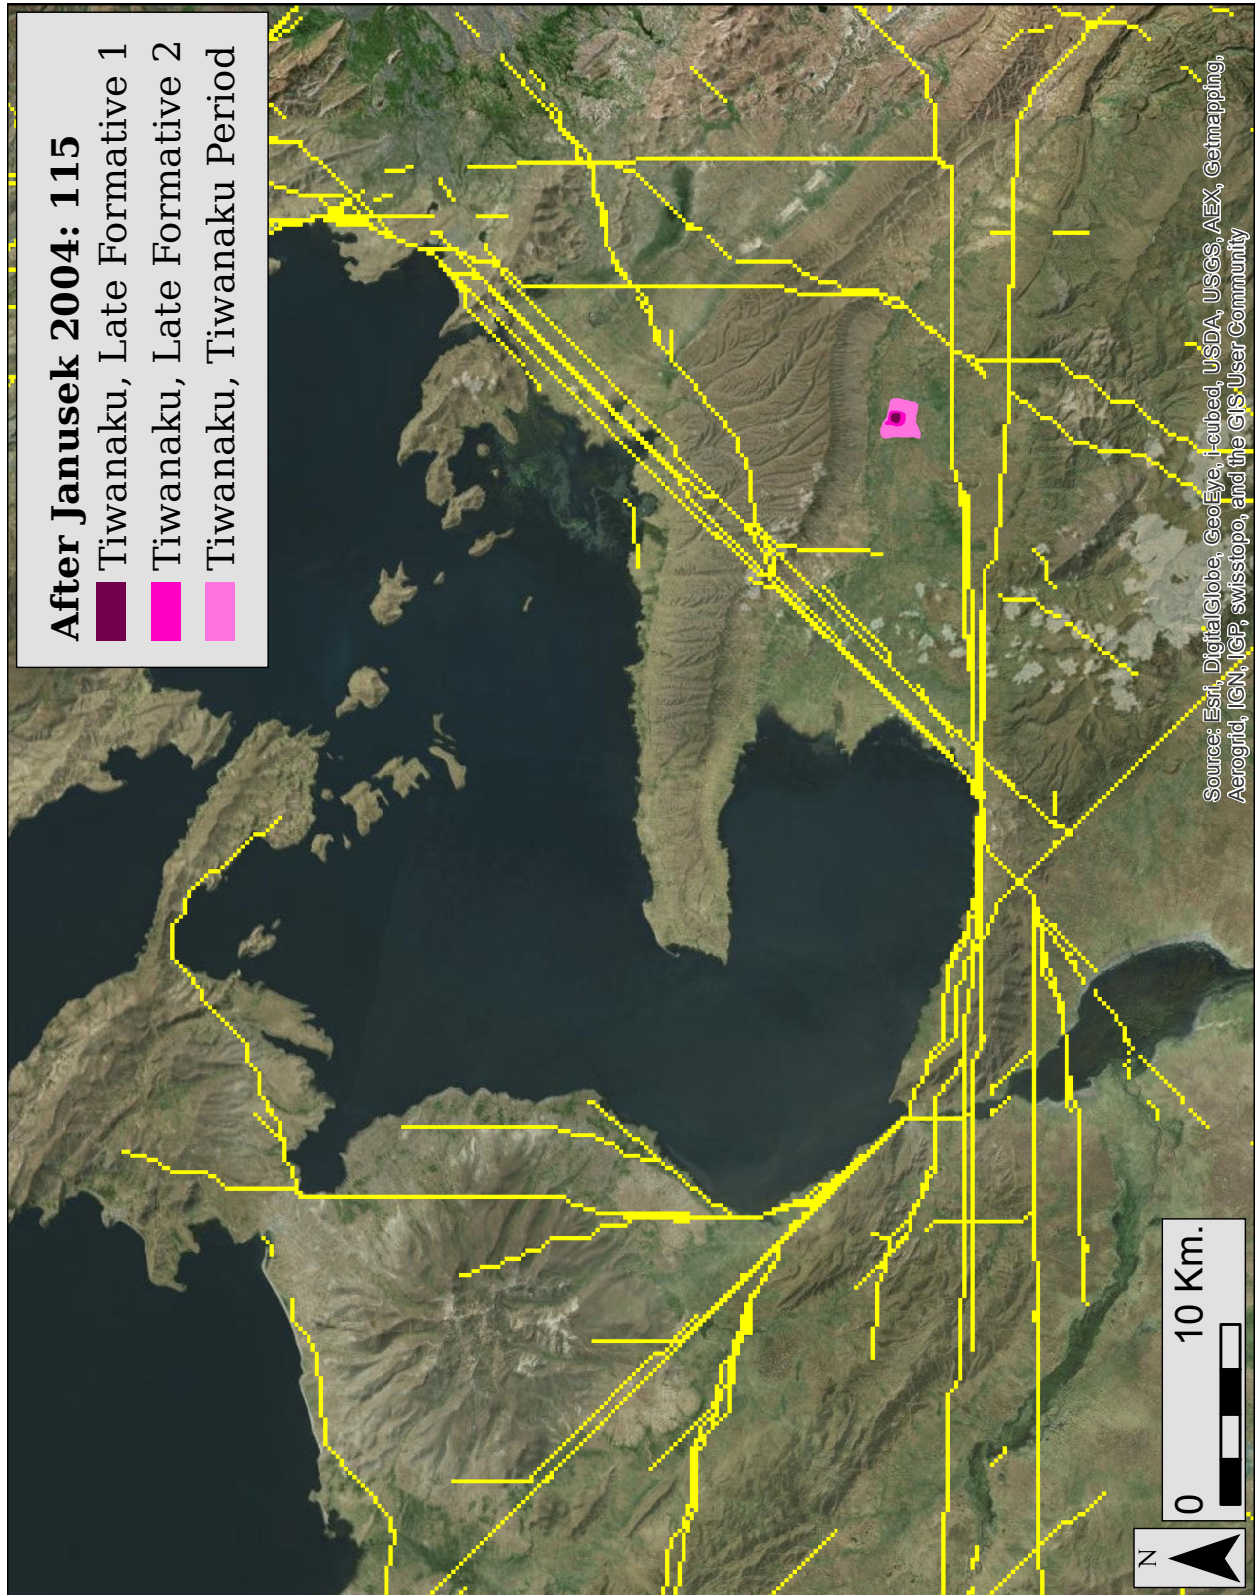 After Janusek 2004: 115
Tiwanaku, Late Formative 1
Tiwanaku, Late Formative 2
Tiwanaku, Tiwanaku Period
N
0 10 Km.
Source: Esri, DigitalGlobe, GeoEye, i-cubed, USDA, USGS, AEX, Getmapping,
Aerogrid, IGN, IGP, swisstopo, and the GIS User Community